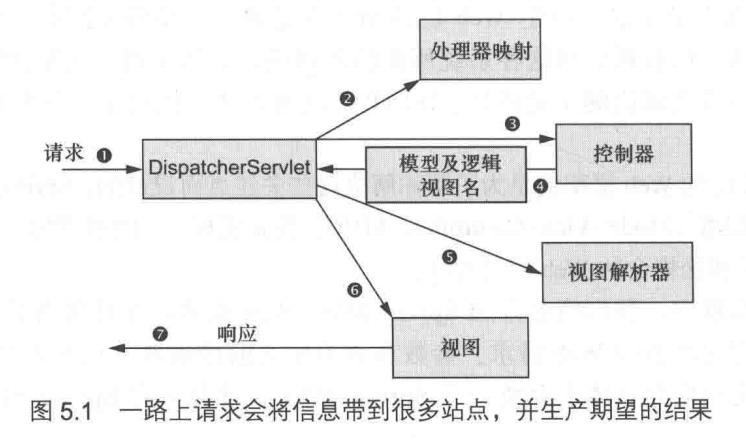 处理器映射
❷
❸
请求 ❶
DispatcherServlet
模型及逻辑
视图名
控制器
❹
❺
视图解析器
❻
❼ 响应
视图
图 5.1 一路上请求会将信息带到很多站点，并生产期望的结果